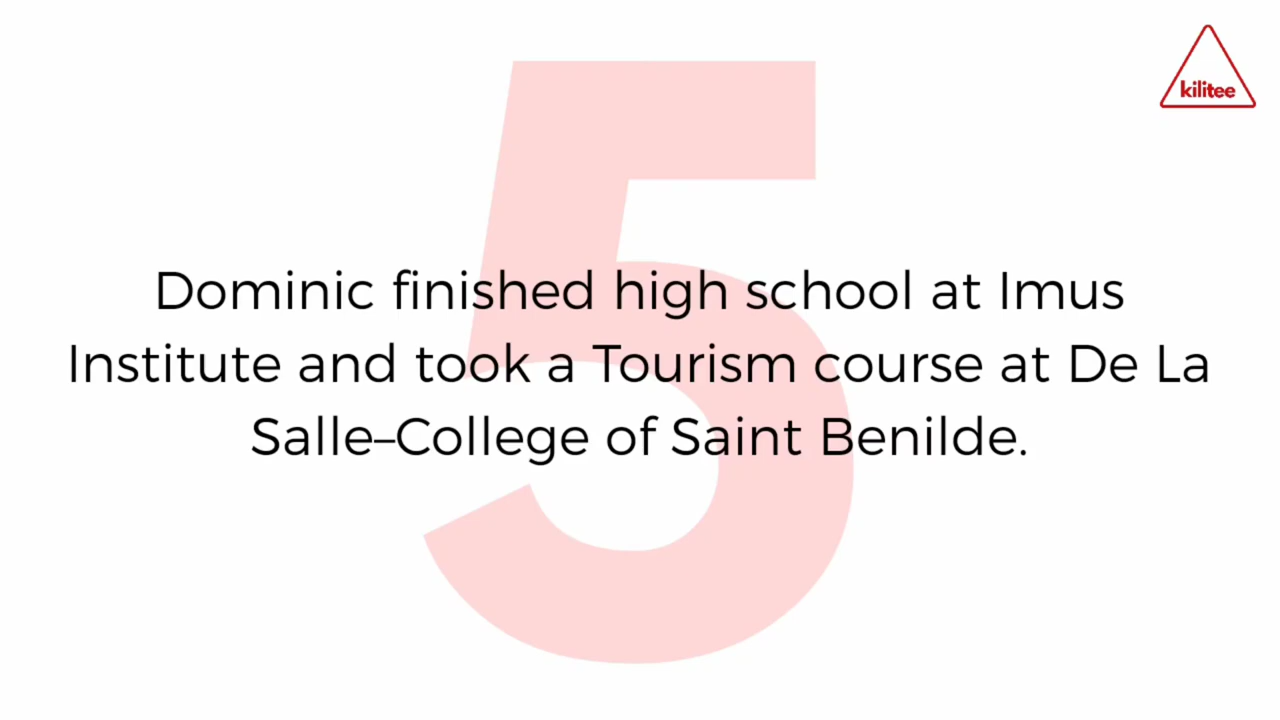 kilitee
5
Dominic finished high school at Imus
Institute and took a Tourism course at De La
Salle–College of Saint Benilde.